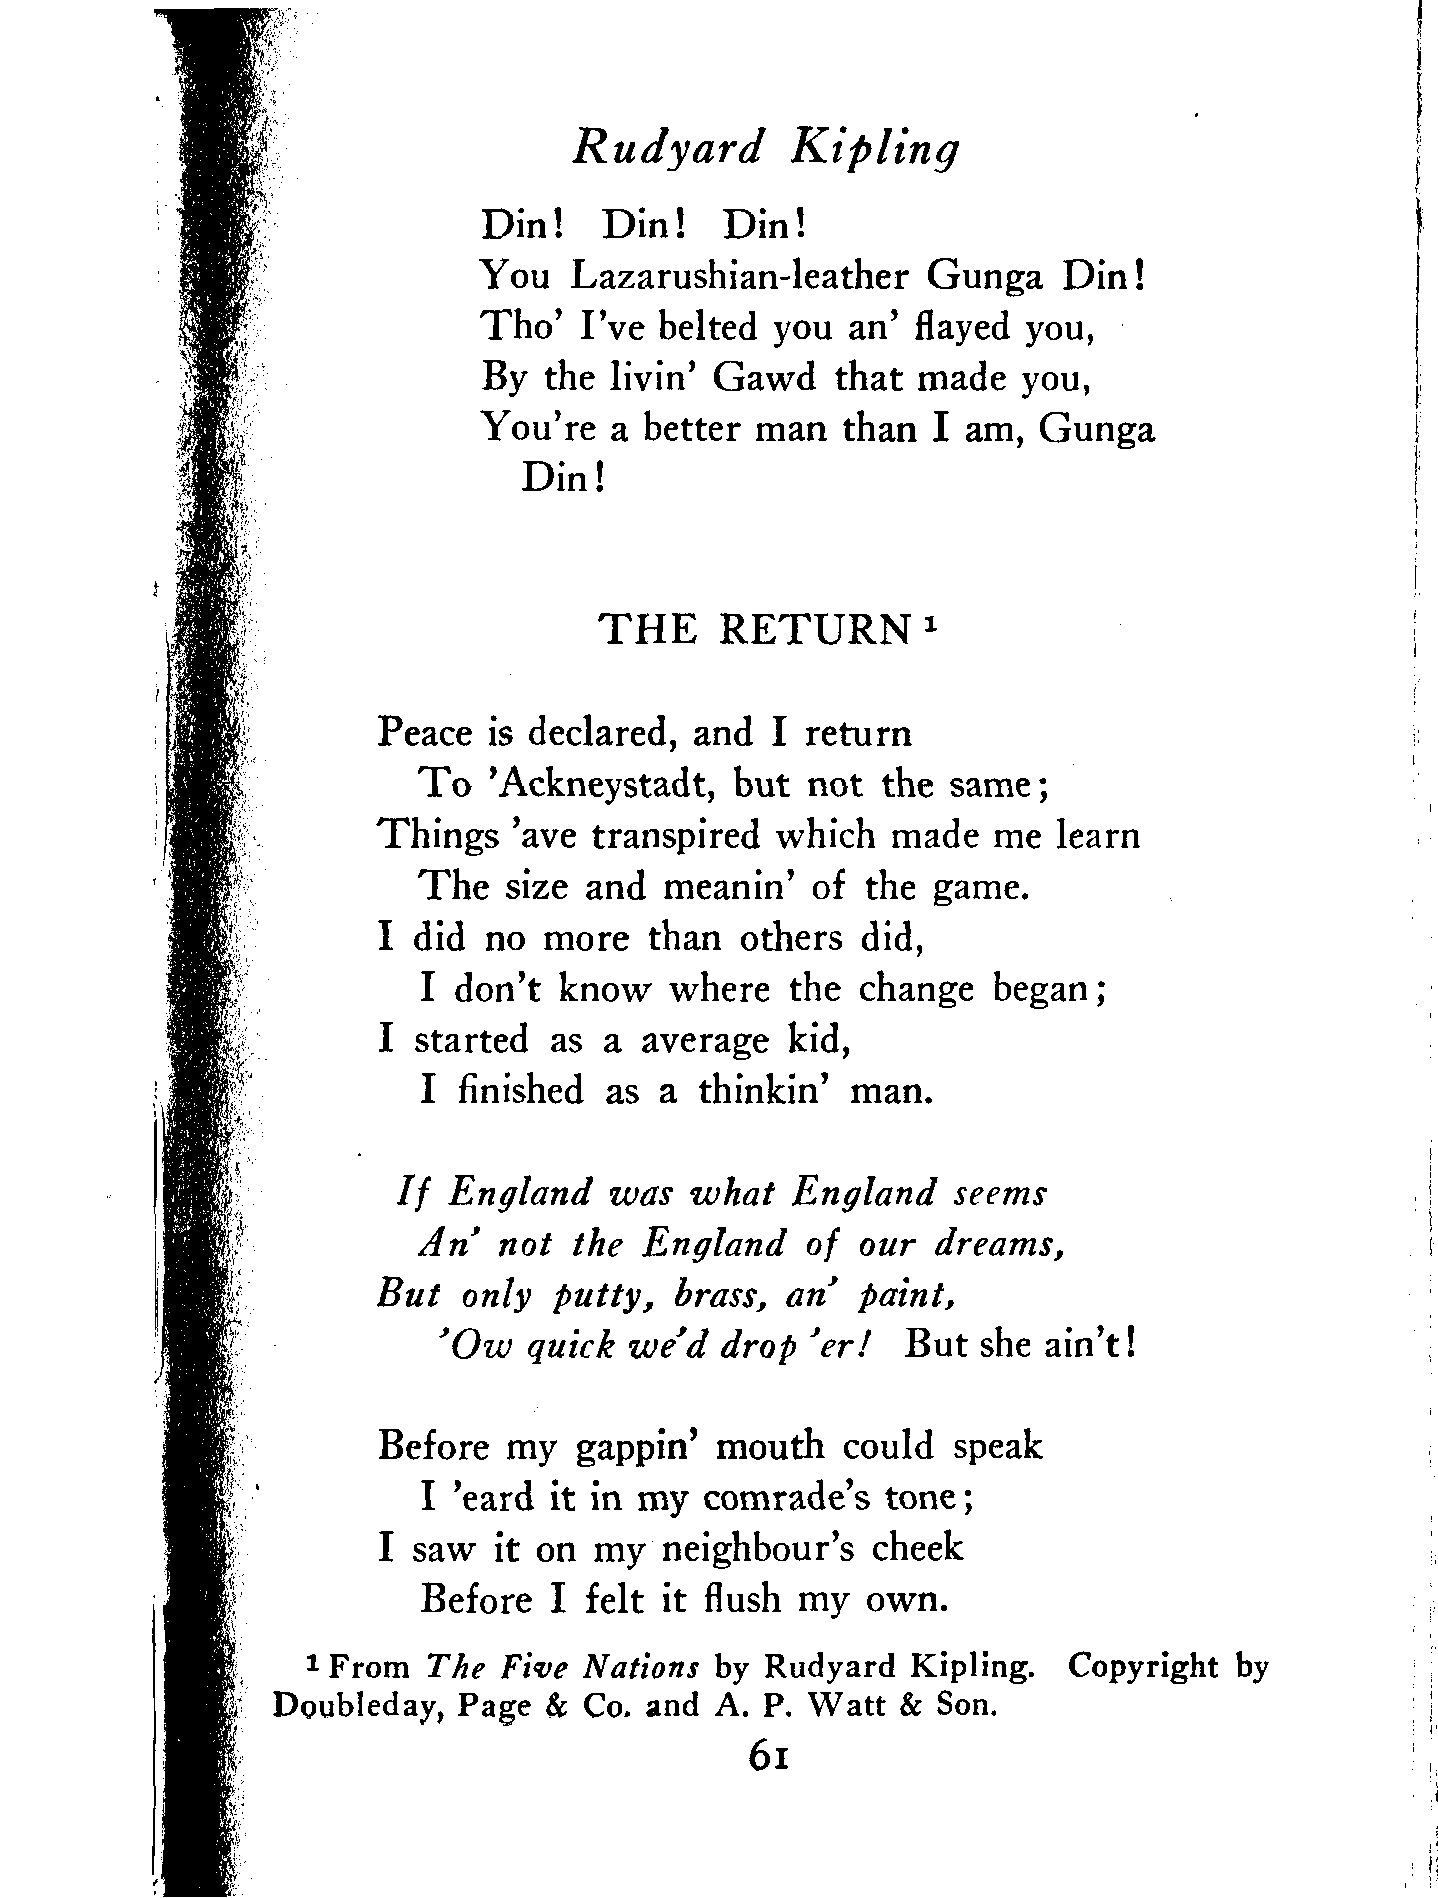 Rudyard Kipling
Din! Din! Din!
You Lazarushian-leather Gunga Din!
Tho' I've belted you an' flayed you,
By the livin' Gawd that made you,
You're a better man than I am, Gunga
Din!
THE RETURN 1
Peace is declared, and I return
To 'Ackneystadt, but not the same;
Things 'ave transpired which made me learn
The size and meanin' of the game.
I did no more than others did,
I don't know where the change began;
I started as a average kid,
I finished as a thinkin' man.
If England was what England seems
An' not the England of our dreams,
But only putty, brass, an' paint,
'Ow quick we'd drop 'er! But she ain't!
Before my gappin' mouth could speak
I 'eard it in my comrade's tone;
I saw it on my neighbour's cheek
Before I felt it flush my own.
1 From The Five Nations by Rudyard Kipling. Copyright by
Doubleday, Page & Co. and A. P. Watt & Son.
61